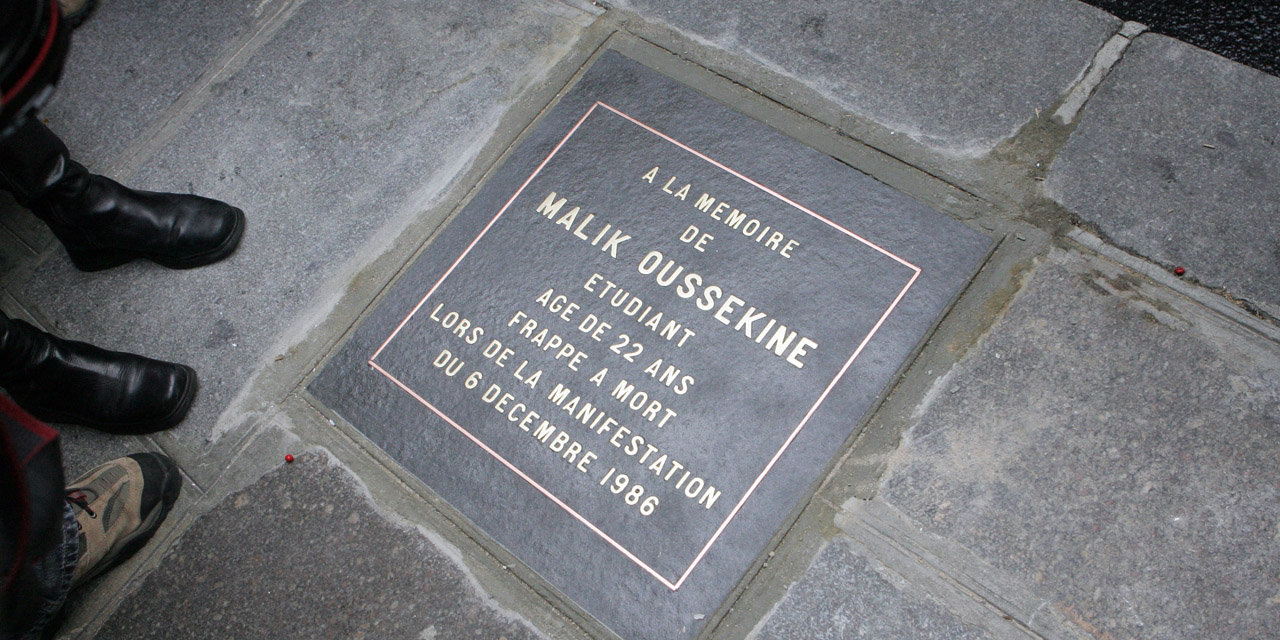 A LA MEMOIRE
DE
MALIK OUSSEKINE
ETUDIANT
AGE DE 22 ANS
FRAPPE A MORT
LORS DE LA MANIFESTATION
DU 6 DECEMBRE 1986